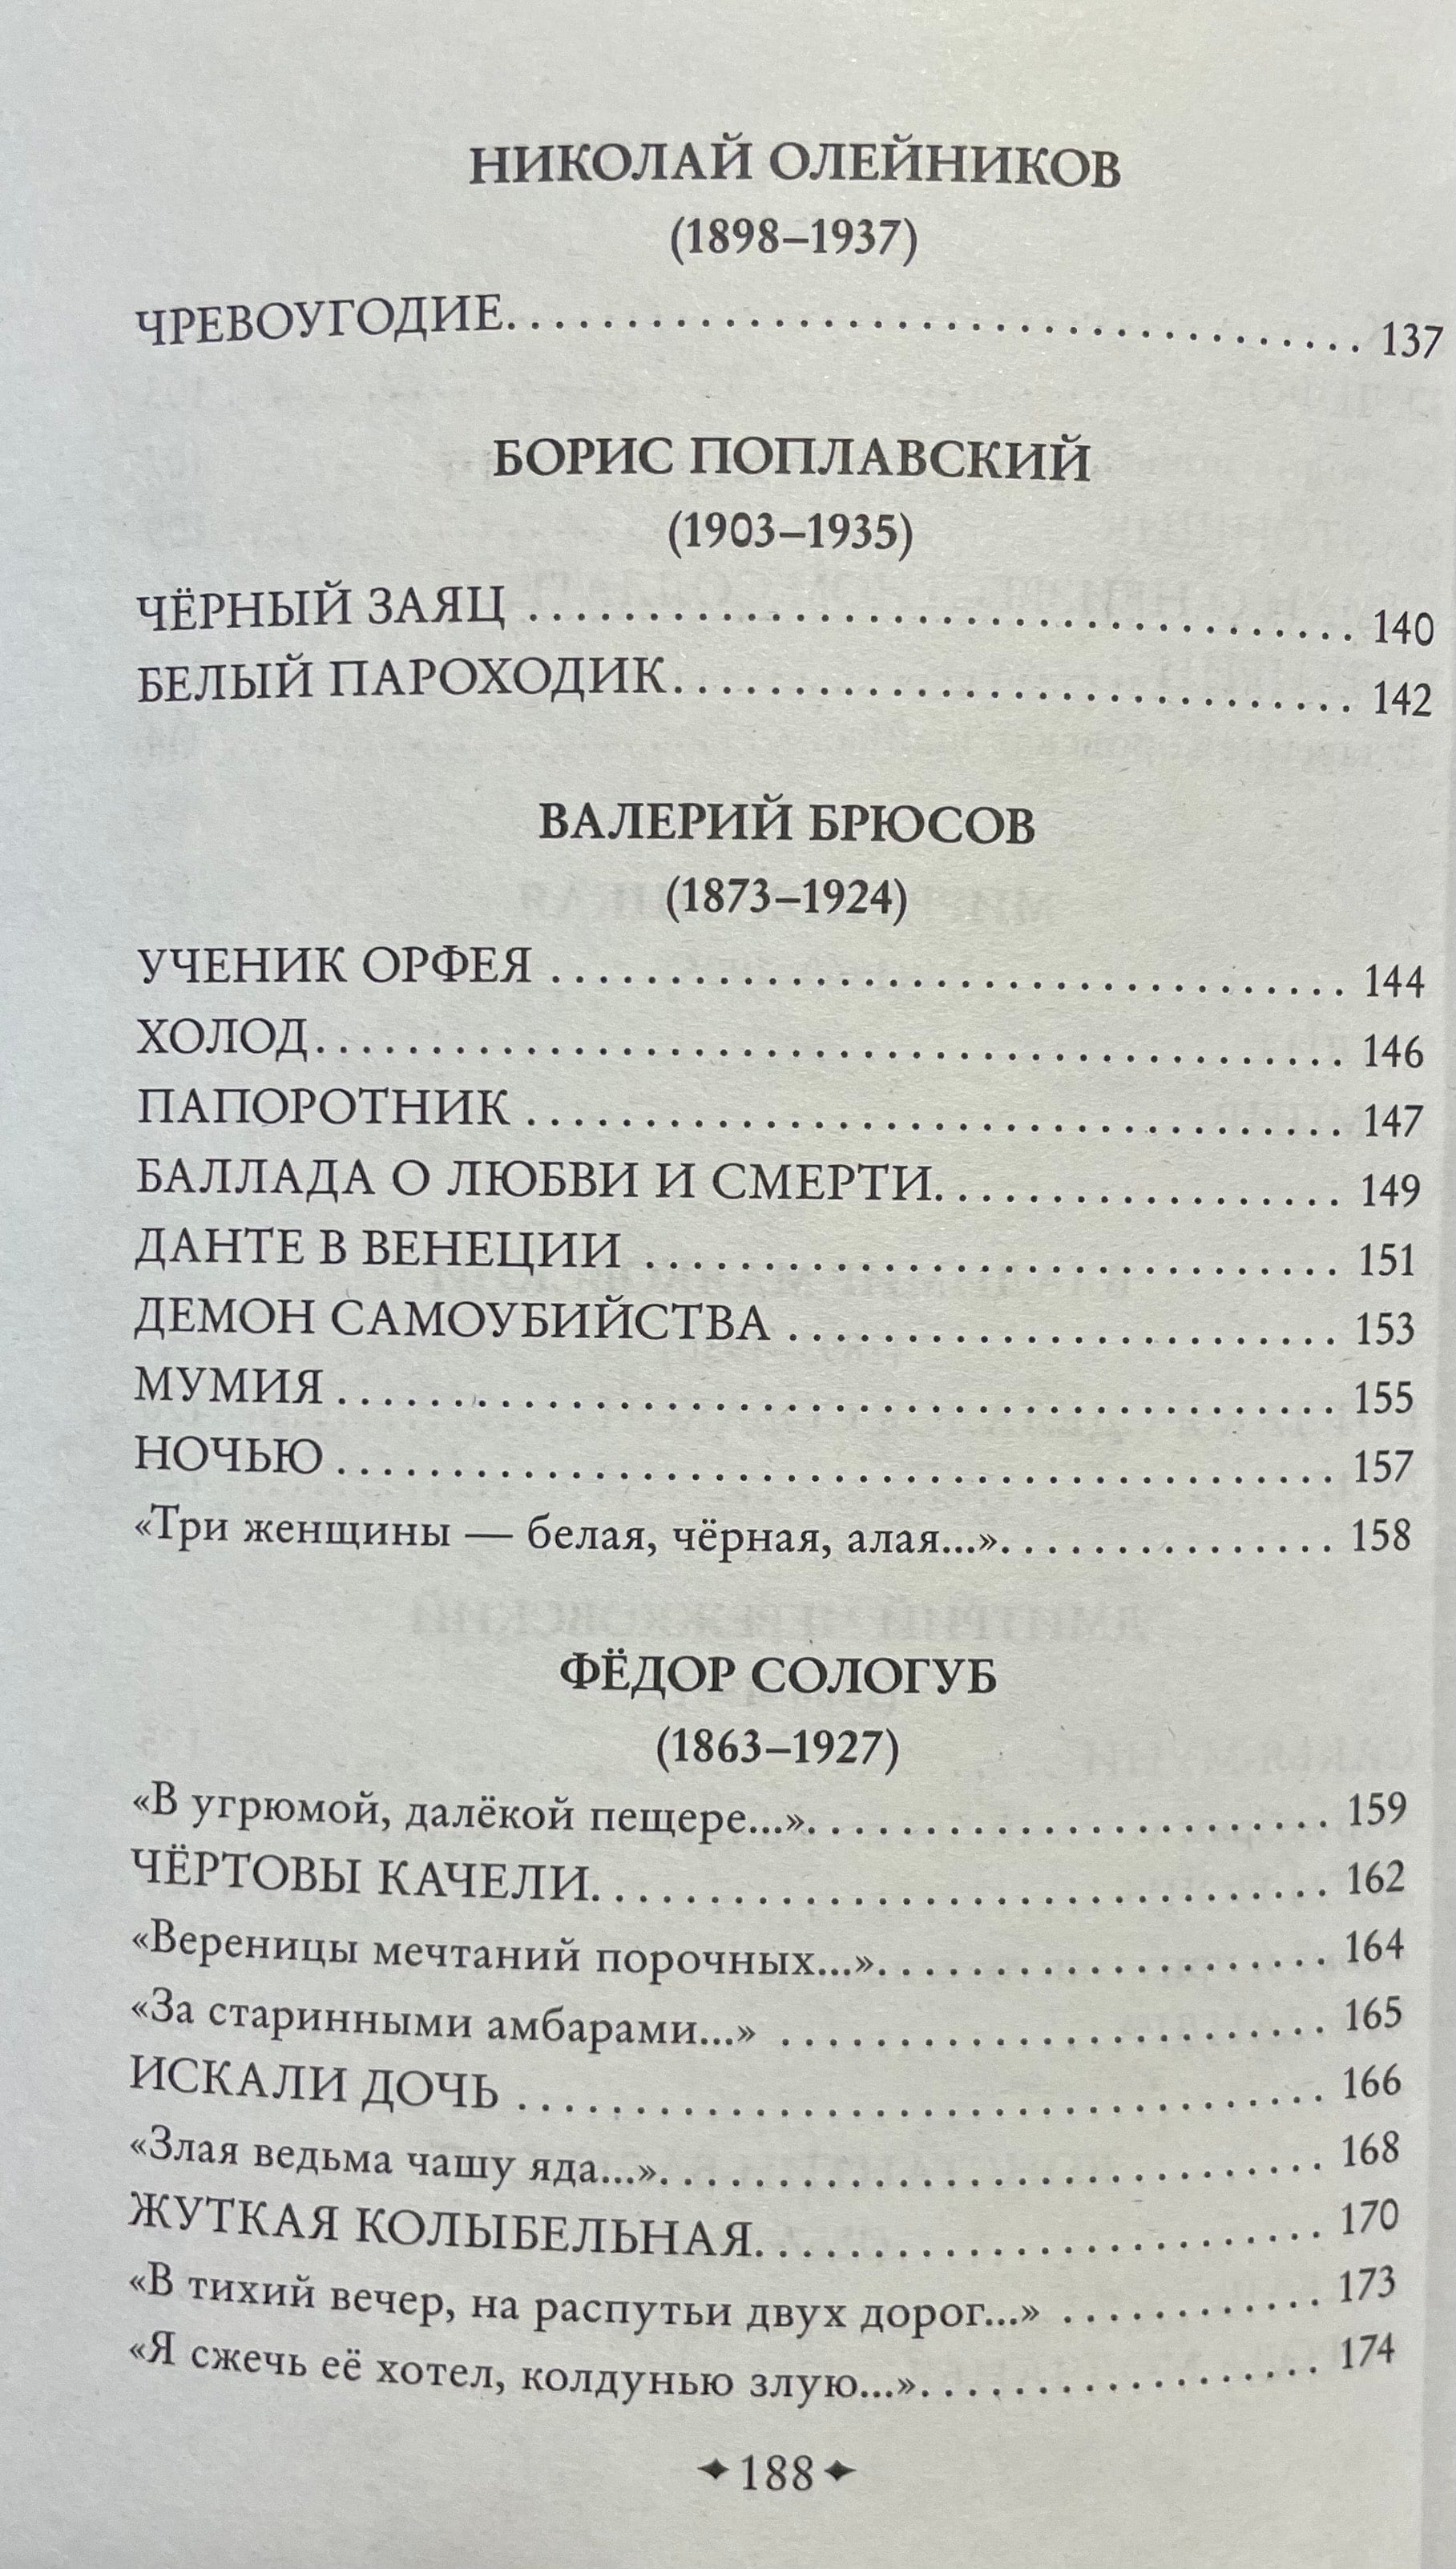 НИКОЛАЙ ОЛЕЙНИКОВ
(1898–1937)
ЧРЕВОУГОДИЕ. . . . . . . . . . . . . . . . . . . . . . . . . . . . . . . . . . . 137
БОРИС ПОПЛАВСКИЙ
(1903–1935)
ЧЁРНЫЙ ЗАЯЦ . . . . . . . . . . . . . . . . . . . . . . . . . . . . . . . . . . 140
БЕЛЫЙ ПАРОХОДИК. . . . . . . . . . . . . . . . . . . . . . . . . . . . 142
ВАЛЕРИЙ БРЮСОВ
(1873–1924)
УЧЕНИК ОРФЕЯ . . . . . . . . . . . . . . . . . . . . . . . . . . . . . . . . . 144
ХОЛОД. . . . . . . . . . . . . . . . . . . . . . . . . . . . . . . . . . . . . . . . . . 146
ПАПОРОТНИК . . . . . . . . . . . . . . . . . . . . . . . . . . . . . . . . . . 147
БАЛЛАДА О ЛЮБВИ И СМЕРТИ. . . . . . . . . . . . . . . . . 149
ДАНТЕ В ВЕНЕЦИИ . . . . . . . . . . . . . . . . . . . . . . . . . . . . . 151
ДЕМОН САМОУБИЙСТВА . . . . . . . . . . . . . . . . . . . . . . . 153
МУМИЯ . . . . . . . . . . . . . . . . . . . . . . . . . . . . . . . . . . . . . . . . . 155
НОЧЬЮ . . . . . . . . . . . . . . . . . . . . . . . . . . . . . . . . . . . . . . . . . 157
«Три женщины — белая, чёрная, алая...». . . . . . . . . . . . . . . 158
ФЁДОР СОЛОГУБ
(1863–1927)
«В угрюмой, далёкой пещере...». . . . . . . . . . . . . . . . . . . . . . . 159
ЧЁРТОВЫ КАЧЕЛИ. . . . . . . . . . . . . . . . . . . . . . . . . . . . . . . 162
«Вереницы мечтаний порочных...». . . . . . . . . . . . . . . . . . . . 164
«За старинными амбарами...» . . . . . . . . . . . . . . . . . . . . . . . . 165
ИСКАЛИ ДОЧЬ . . . . . . . . . . . . . . . . . . . . . . . . . . . . . . . . . . . 166
«Злая ведьма чашу яда...». . . . . . . . . . . . . . . . . . . . . . . . . . . . 168
ЖУТКАЯ КОЛЫБЕЛЬНАЯ. . . . . . . . . . . . . . . . . . . . . . . . 170
«В тихий вечер, на распутьи двух дорог...» . . . . . . . . . . . . 173
«Я сжечь её хотел, колдунью злую...». . . . . . . . . . . . . . . . . . 174
188